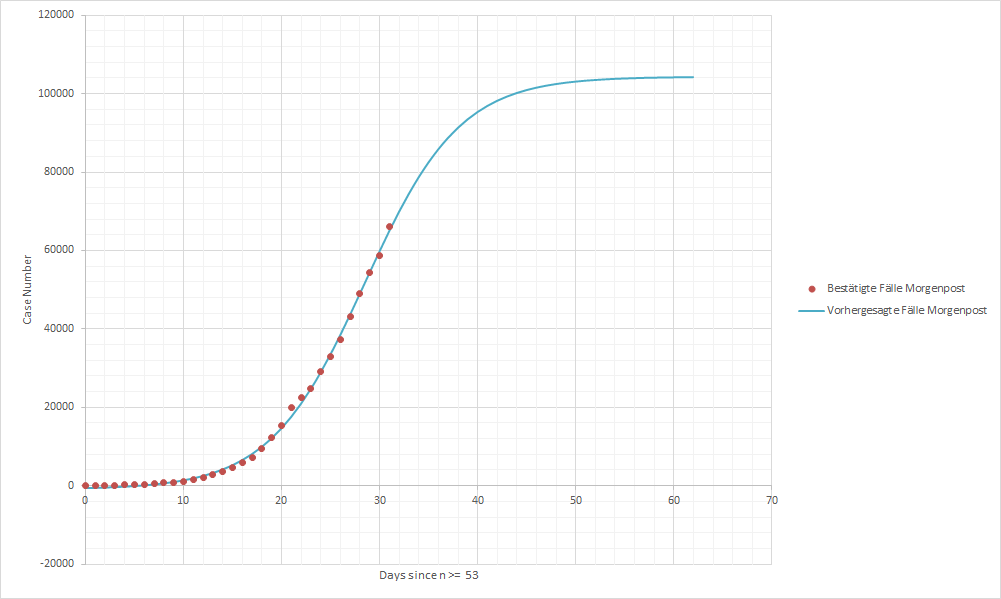 120000
100000
80000
60000
40000
20000
0
-20000
0 10 20 30 40 50 60 70
Case Number
Days since n >= 53
Bestätigte Fälle Morgenpost
Vorhergesagte Fälle Morgenpost